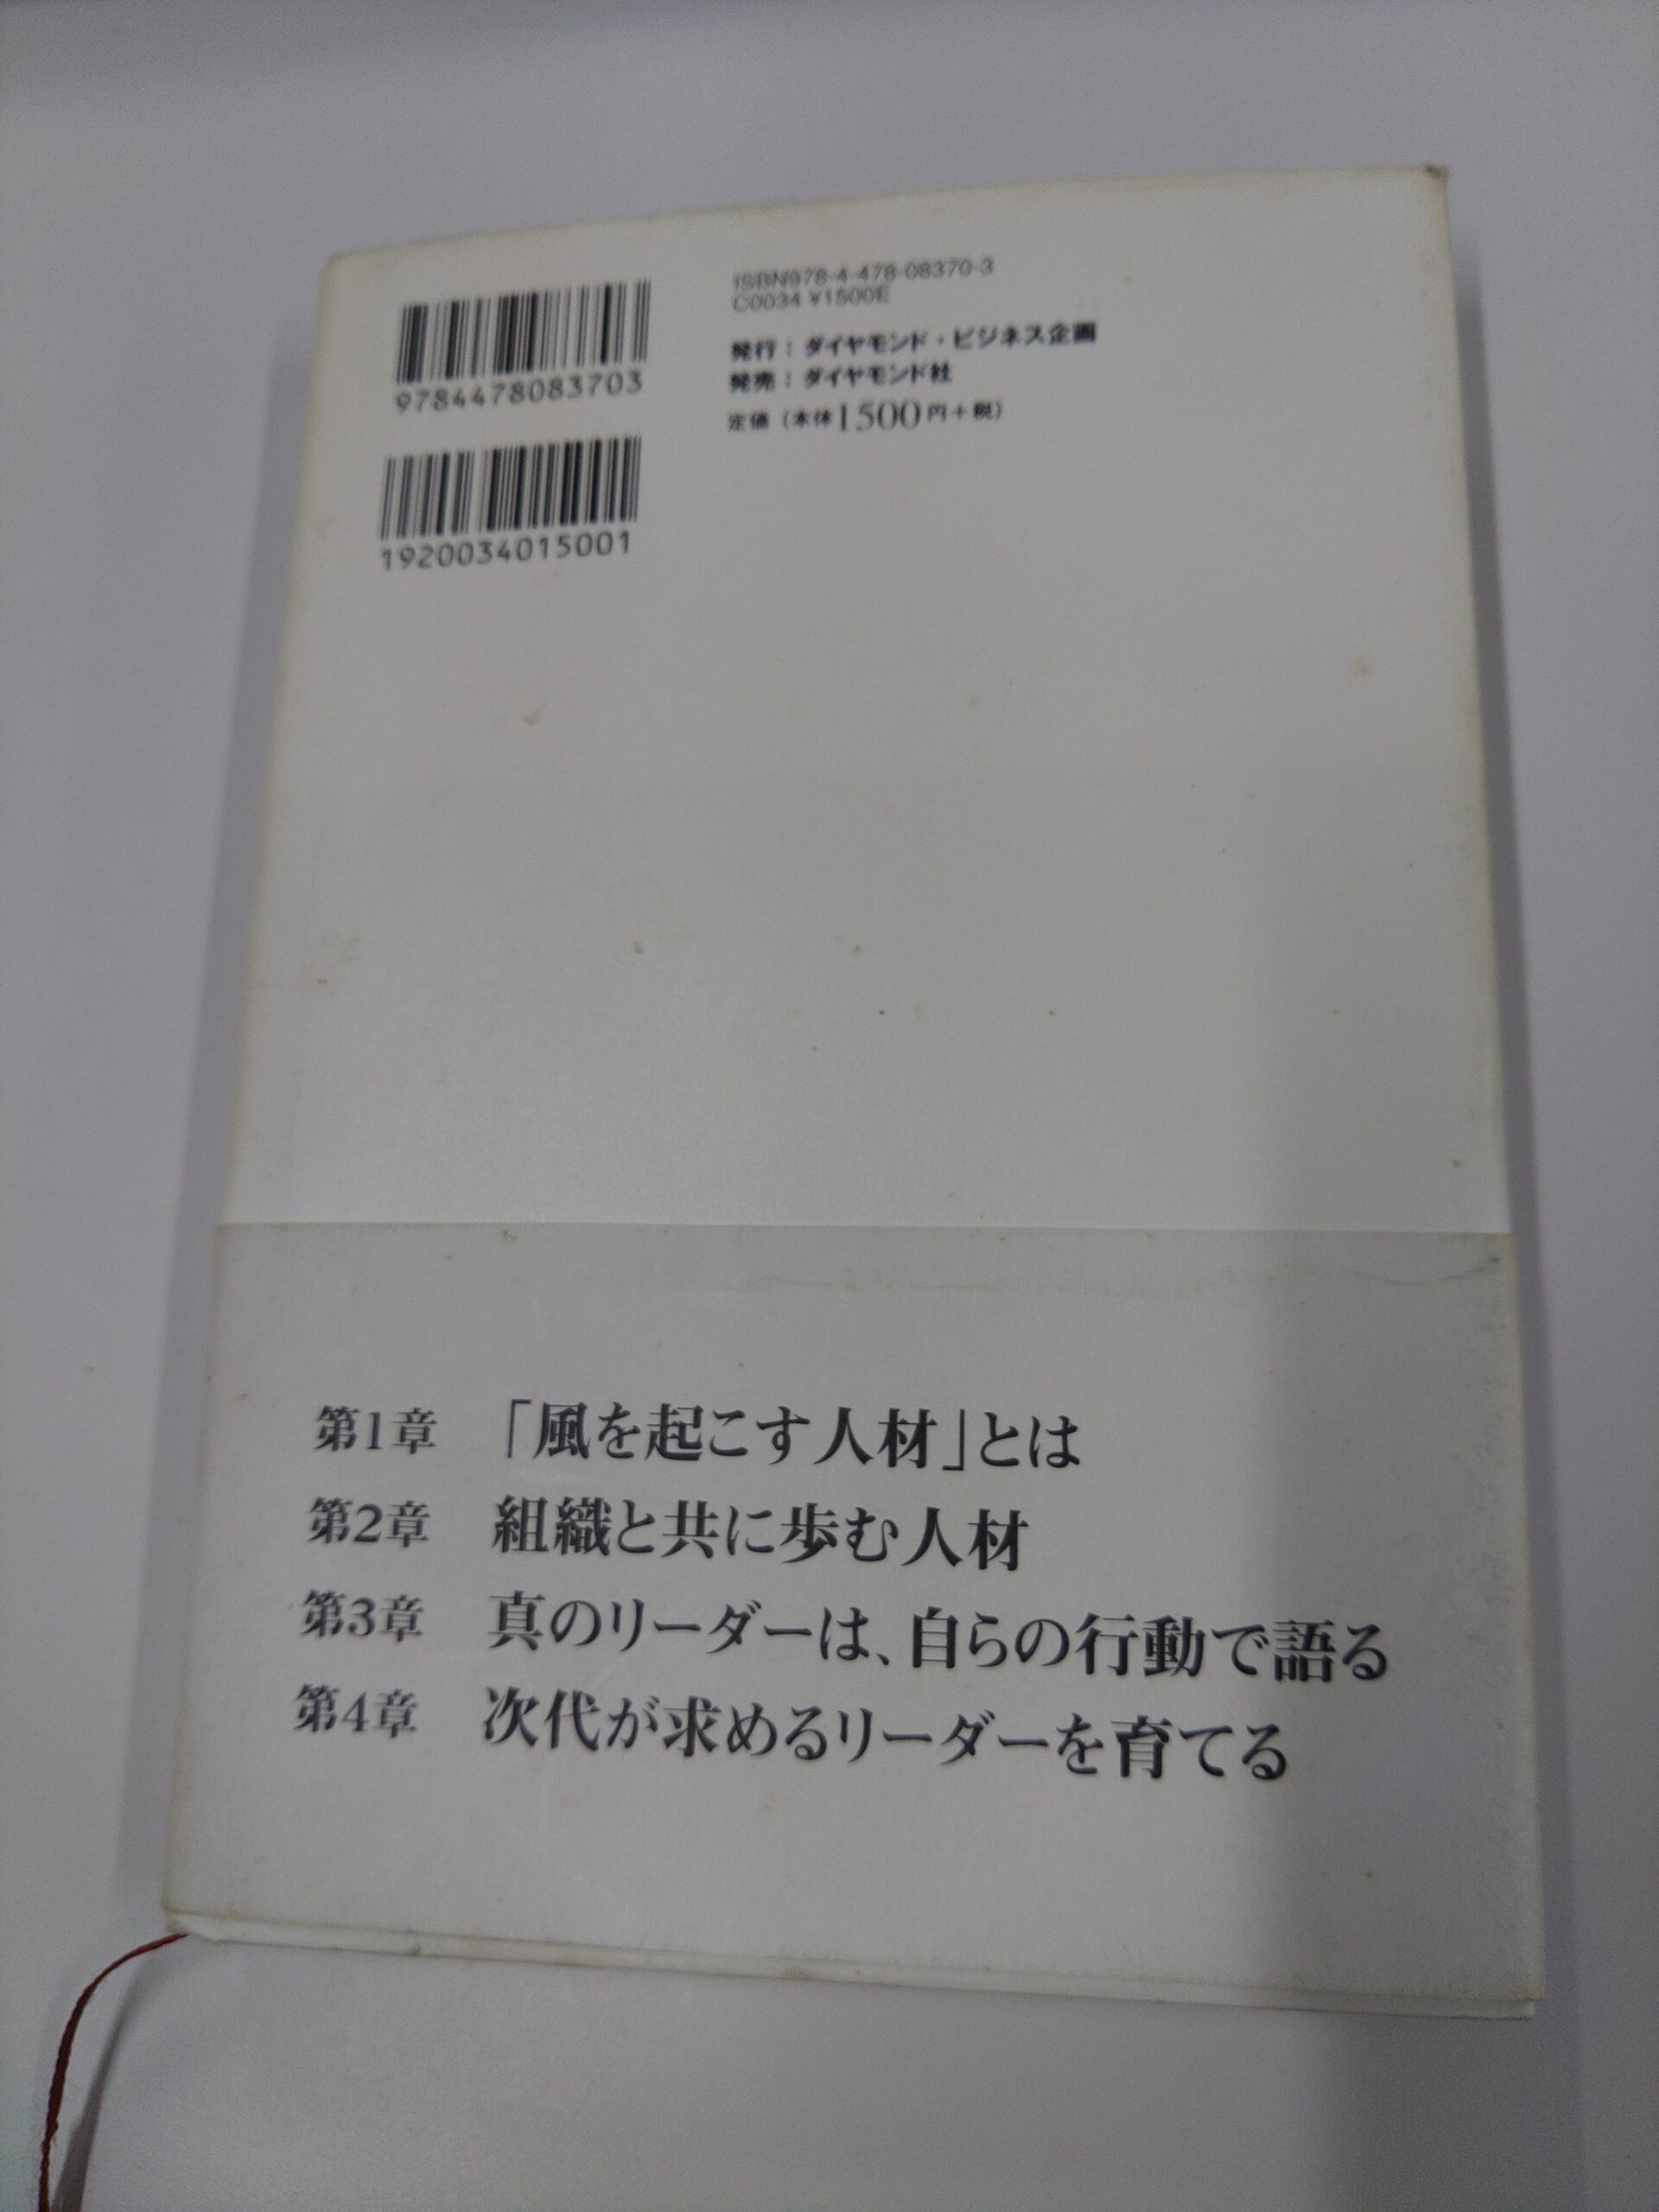 9784478083703
1920034015001
ISBN978-4-478-08370-3
C0034 ¥1500E
発行：ダイヤモンド・ビジネス企画
発売：ダイヤモンド社
定価（本体1500円＋税）
第1章 「風を起こす人材」とは
第2章 組織と共に歩む人材
第3章 真のリーダーは、自らの行動で語る
第4章 次代が求めるリーダーを育てる